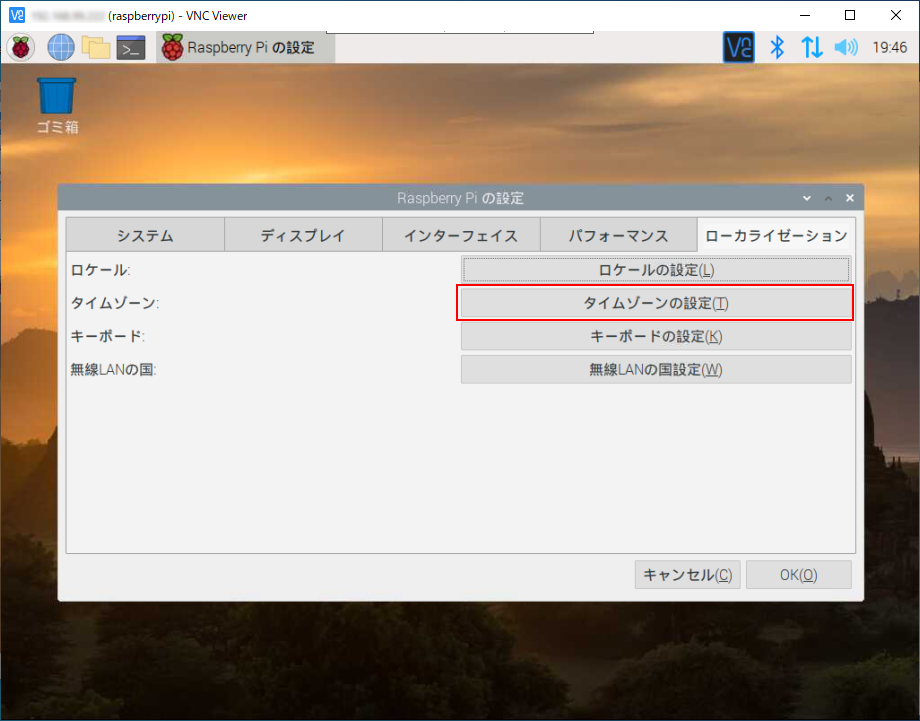 (raspberrypi) - VNC Viewer
Raspberry Pi の設定
19:46
ゴミ箱
Raspberry Pi の設定
システム ディスプレイ インターフェイス パフォーマンス ローカライゼーション
ロケール: ロケールの設定(L)
タイムゾーン: タイムゾーンの設定(T)
キーボード: キーボードの設定(K)
無線LANの国: 無線LANの国設定(W)
キャンセル(C) OK(O)